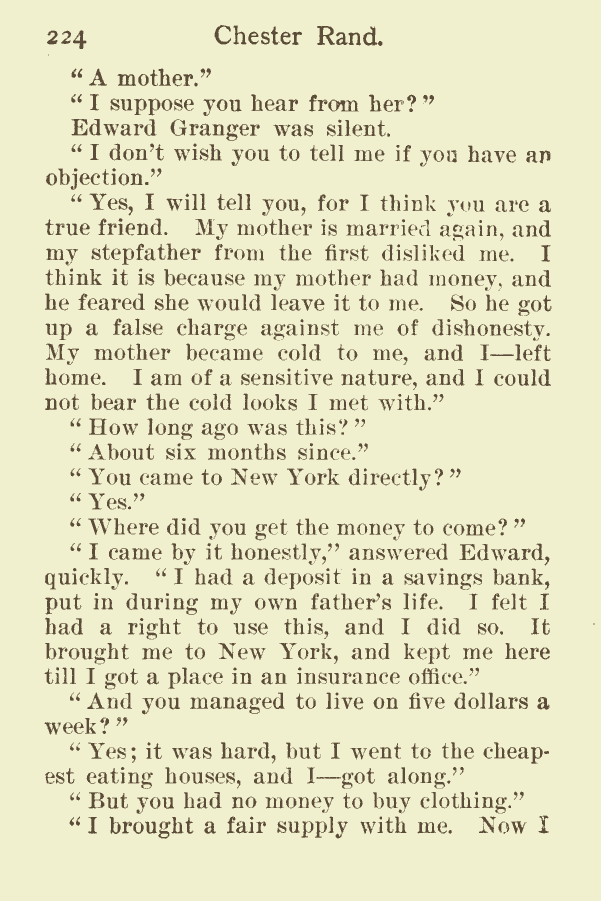 224 Chester Rand.
“ A mother.”
“ I suppose you hear from her? ”
Edward Granger was silent.
“ I don’t wish you to tell me if you have an
objection.”
“ Yes, I will tell you, for I think you are a
true friend. My mother is married again, and
my stepfather from the first disliked me. I
think it is because my mother had money, and
he feared she would leave it to me. So he got
up a false charge against me of dishonesty.
My mother became cold to me, and I—left
home. I am of a sensitive nature, and I could
not bear the cold looks I met with.”
“ How long ago was this? ”
“ About six months since.”
“ You came to New York directly? ”
“ Yes.”
“ Where did you get the money to come? ”
“ I came by it honestly,” answered Edward,
quickly. “ I had a deposit in a savings bank,
put in during my own father’s life. I felt I
had a right to use this, and I did so. It
brought me to New York, and kept me here
till I got a place in an insurance office.”
“ And you managed to live on five dollars a
week? ”
“ Yes; it was hard, but I went to the cheap-
est eating houses, and I—got along.”
“ But you had no money to buy clothing.”
“ I brought a fair supply with me. Now I